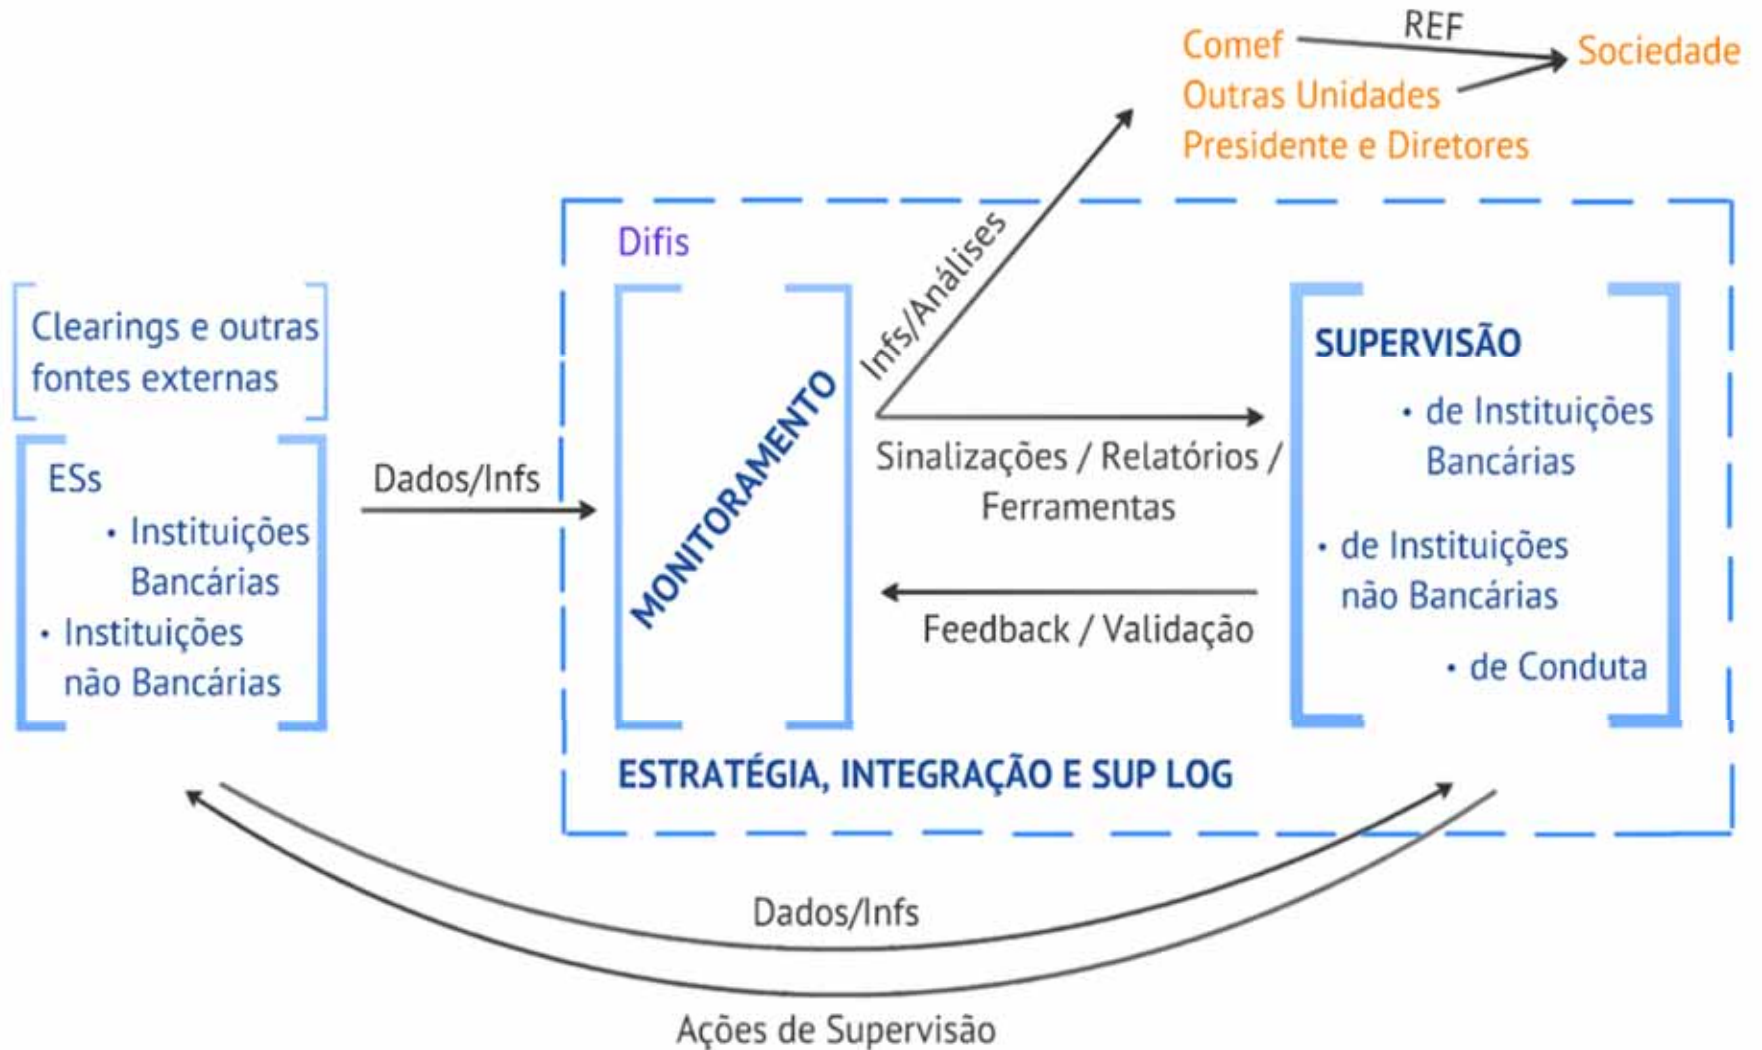 Comef
REF
Sociedade
Outras Unidades
Presidente e Diretores
Difis
Clearings e outras
fontes externas
ESs
• Instituições
Bancárias
• Instituições
não Bancárias
Dados/Infs
MONITORAMENTO
Infs/Análises
Sinalizações / Relatórios /
Ferramentas
Feedback / Validação
SUPERVISÃO
• de Instituições
Bancárias
• de Instituições
não Bancárias
• de Conduta
ESTRATÉGIA, INTEGRAÇÃO E SUP LOG
Dados/Infs
Ações de Supervisão